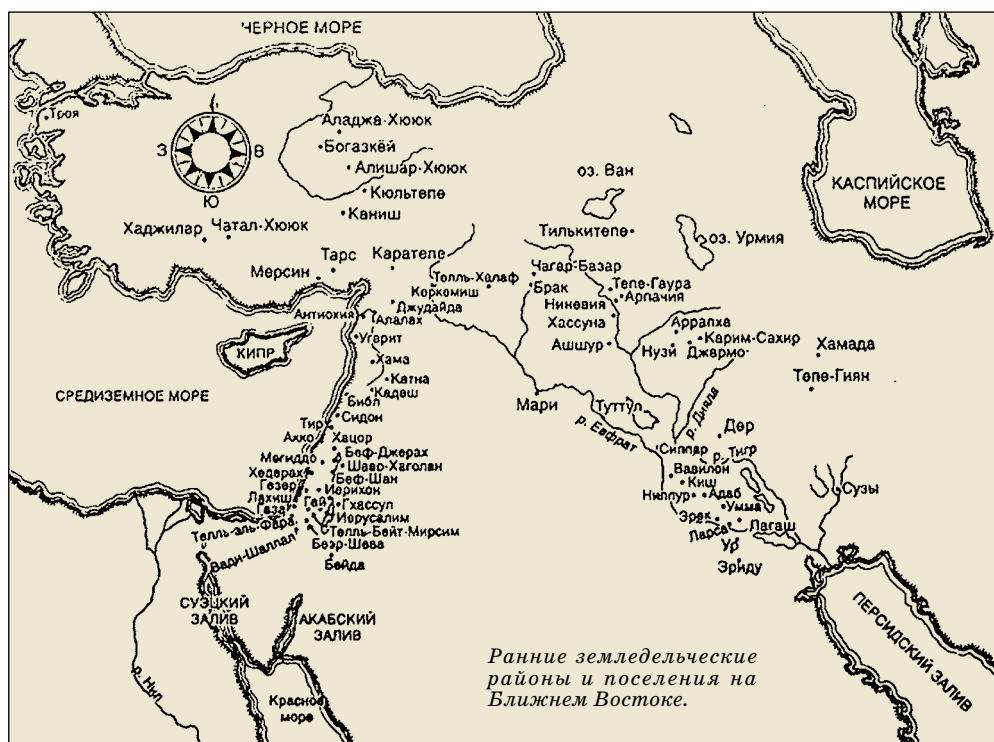 ЧЕРНОЕ МОРЕ
Троя
С
З
В
Ю
Аладжа-Хююк
Богазкёй
Алишар-Хююк
Кюльтепе
Каниш
Хаджилар
Чатал-Хююк
оз. Ван
КАСПИЙСКОЕ
МОРЕ
Тилькитепе
оз. Урмия
Тарс
Каратепе
Мерсин
Телль-Халаф
Коркомиш
Джудайда
Чагар-Базар
Брак
Тепе-Гаура
Арпачия
Ниневия
Хассуна
Ашшур
Антиохия
Алалах
Угарит
КИПР
Хама
Катна
Кадеш
Аррапха
Карим-Сахир
Нузи
Джармо
Хамада
Тепе-Гиян
СРЕДИЗЕМНОЕ МОРЕ
Библ
Сидон
Тир
Мари
Туттул
р. Евфрат
р. Дияла
Дер
Сиппар
р. Тигр
Акко
Хацор
Мегиддо
Беф-Джерах
Шаар-Хаголан
Хедерах
Беф-Шан
Гезер
Иерихон
Лахиш
Гей
Гхассул
Газа
Иерусалим
Телль-эль-Фара
Телль-Бейт-Мирсим
Вади-Шаллал
Беэр-Шева
Бейда
Вавилон
Киш
Ниппур
Адаб
Умма
Эрек
Ларса
Лагаш
Ур
Эриду
Сузы
СУЭЦКИЙ
ЗАЛИВ
АКАБСКИЙ
ЗАЛИВ
р. Нил
Красное
море
ПЕРСИДСКИЙ ЗАЛИВ
Ранние земледельческие
районы и поселения на
Ближнем Востоке.